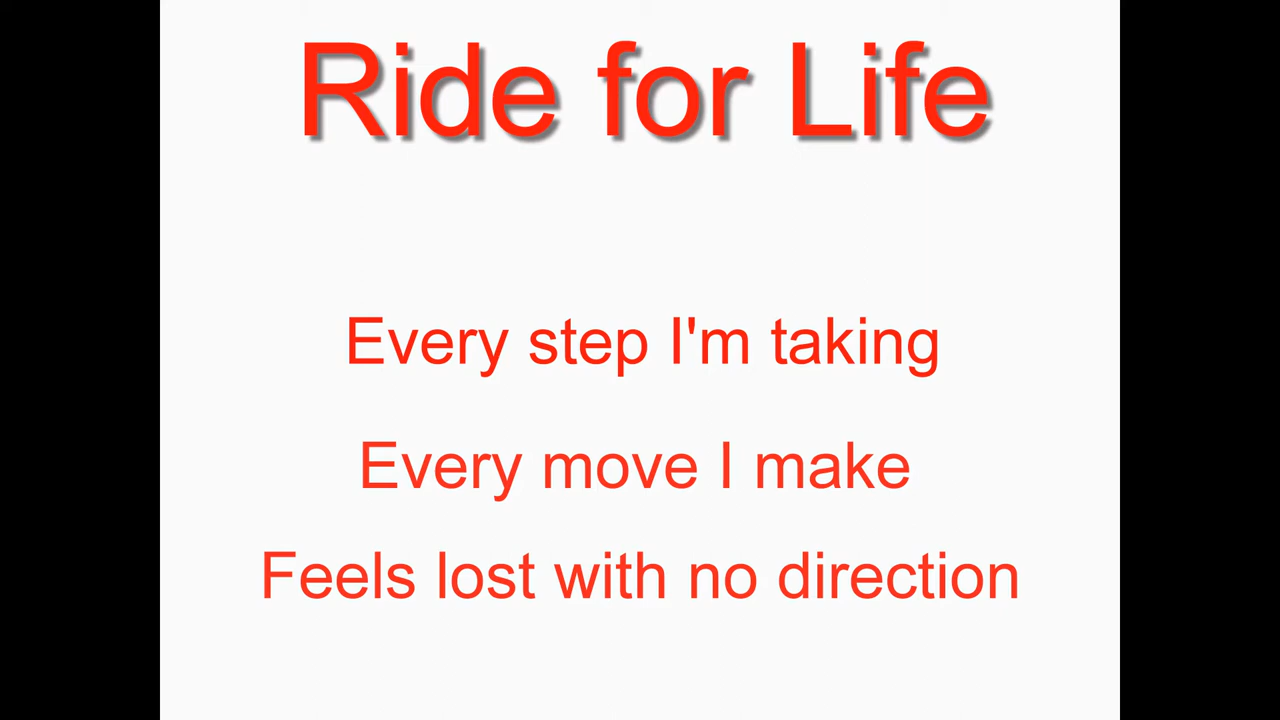 Ride for Life
Every step I'm taking
Every move I make
Feels lost with no direction